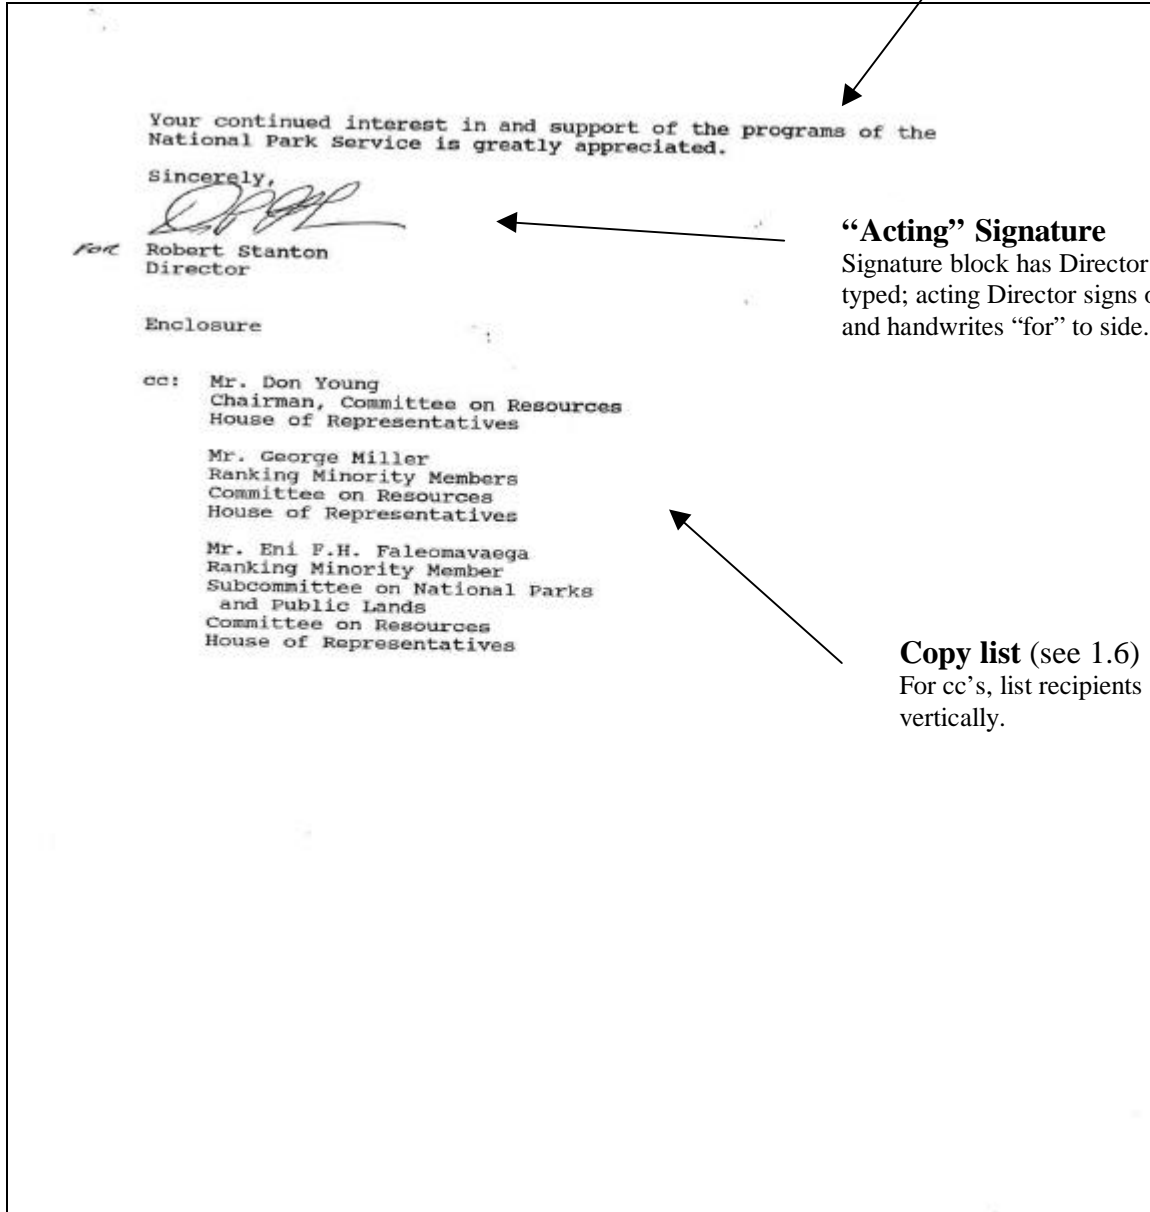 Your continued interest in and support of the programs of the
National Park Service is greatly appreciated.
Sincerely,
For Robert Stanton
Director
Enclosure
cc: Mr. Don Young
Chairman, Committee on Resources
House of Representatives
Mr. George Miller
Ranking Minority Members
Committee on Resources
House of Representatives
Mr. Eni F.H. Faleomavaega
Ranking Minority Member
Subcommittee on National Parks
and Public Lands
Committee on Resources
House of Representatives
“Acting” Signature
Signature block has Director
typed; acting Director signs
and handwrites “for” to side.
Copy list (see 1.6)
For cc’s, list recipients
vertically.